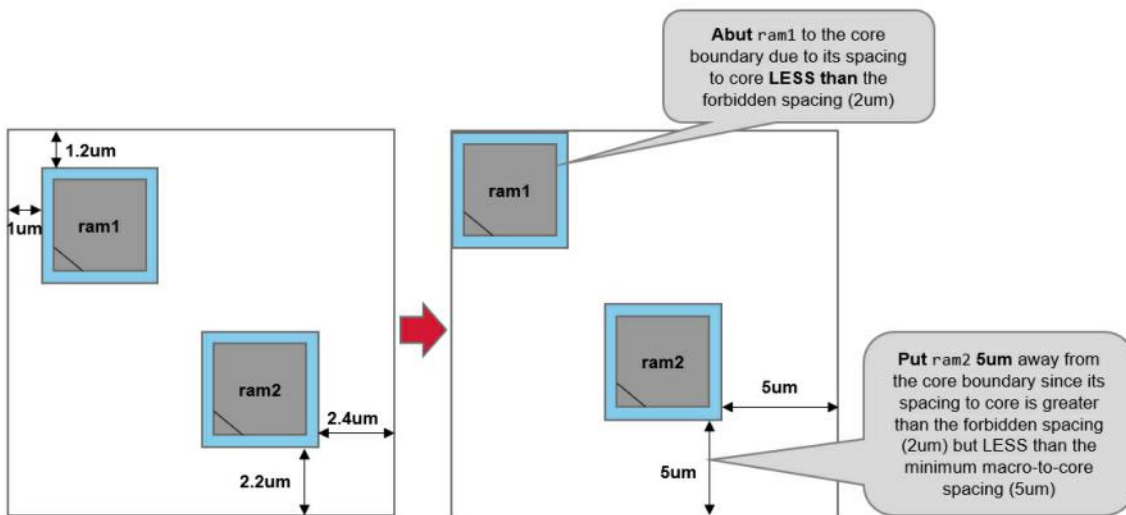 Abut ram1 to the core
boundary due to its spacing
to core LESS than the
forbidden spacing (2um)
1.2um
1um
ram1
ram2
2.4um
2.2um
ram1
ram2
5um
5um
Put ram2 5um away from
the core boundary since its
spacing to core is greater
than the forbidden spacing
(2um) but LESS than the
minimum macro-to-core
spacing (5um)